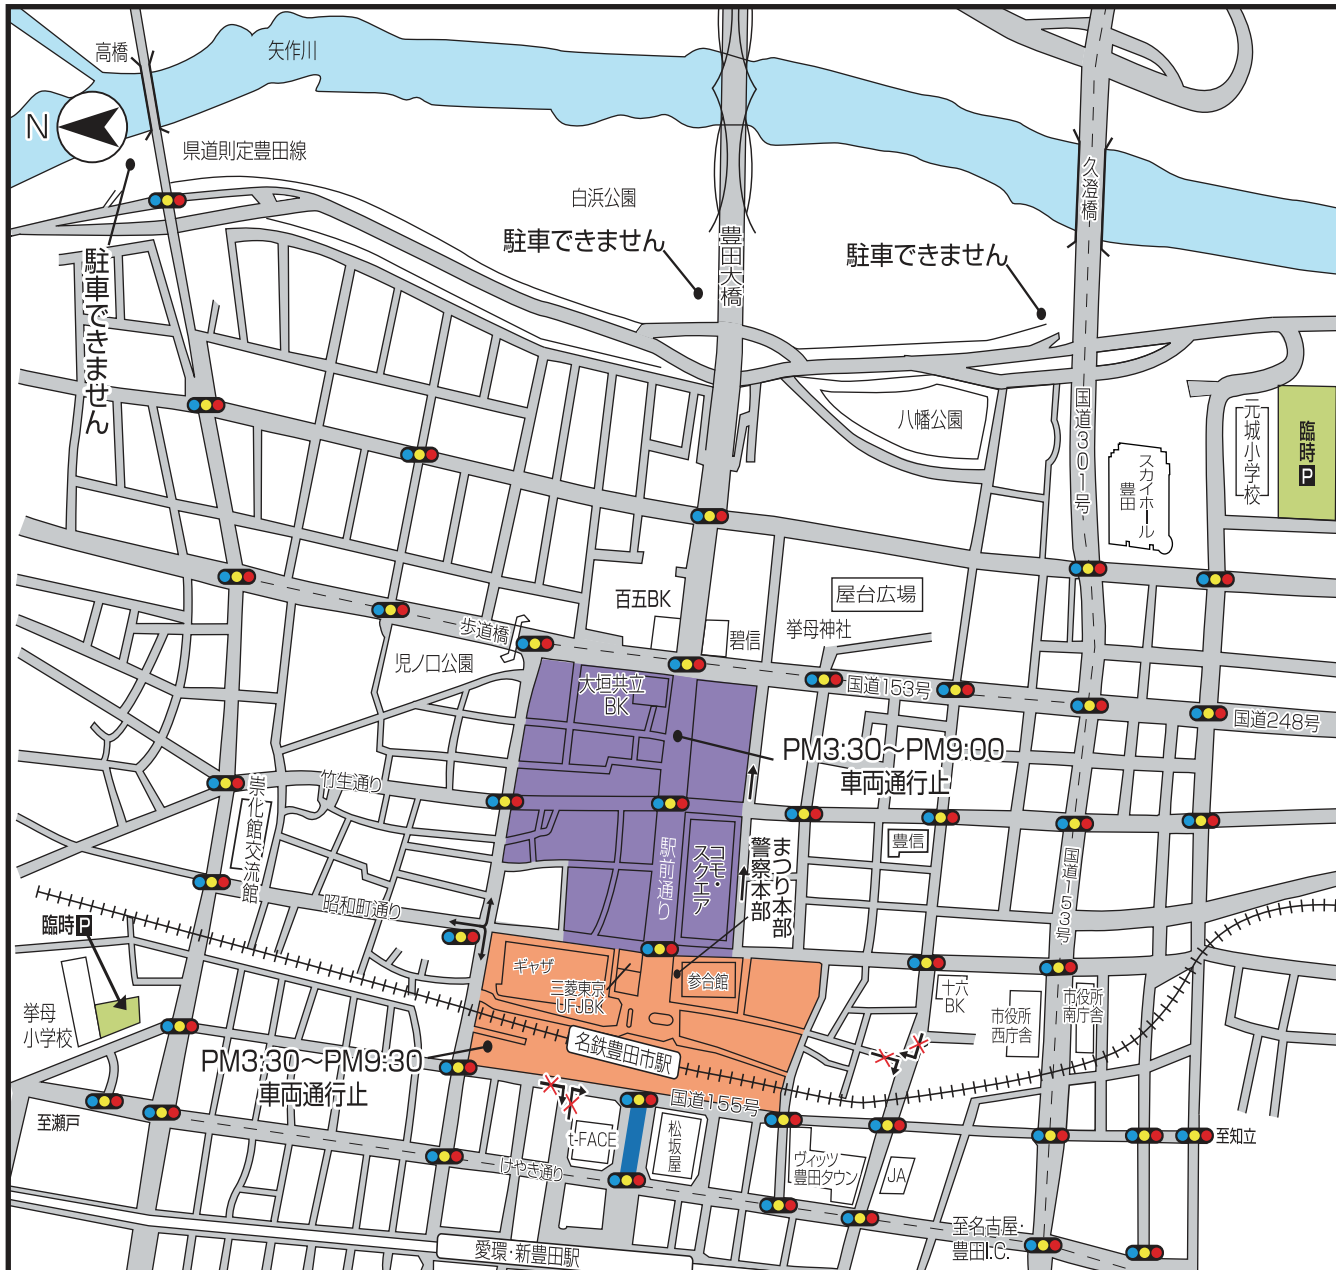 高橋
矢作川
N
県道則定豊田線
白浜公園
駐車できません
駐車できません
駐車できません
豊田大橋
久澄橋
八幡公園
国道301号
スカイホール
豊田
元城小学校
臨時P
百五BK
碧信
屋台広場
挙母神社
歩道橋
児ノ口公園
大垣共立
BK
国道153号
国道248号
PM3:30〜PM9:00
車両通行止
竹生通り
崇化館交流館
駅前通り
コモ・
スクエア
まつり本部
警察本部
豊信
国道153号
昭和町通り
臨時P
挙母
小学校
ギャザ
三菱東京
UFJBK
参合館
十六
BK
市役所
西庁舎
市役所
南庁舎
名鉄豊田市駅
PM3:30〜PM9:30
車両通行止
国道155号
至瀬戸
t-FACE
松坂屋
けやき通り
ヴィッツ
豊田タウン
JA
至知立
至名古屋・
豊田I.C.
愛環・新豊田駅